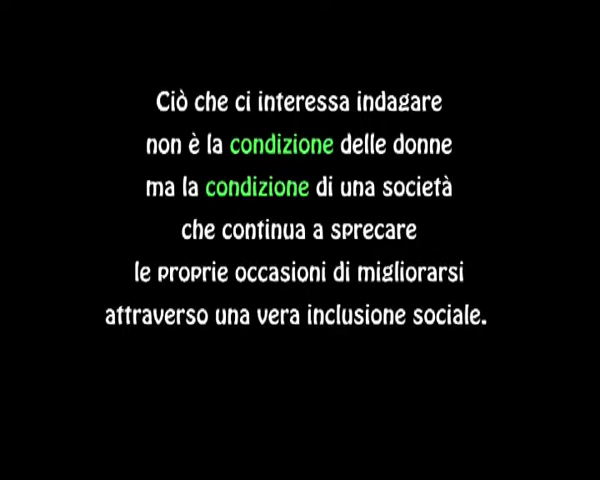 Ciò che ci interessa indagare
non è la condizione delle donne
ma la condizione di una società
che continua a sprecare
le proprie occasioni di migliorarsi
attraverso una vera inclusione sociale.